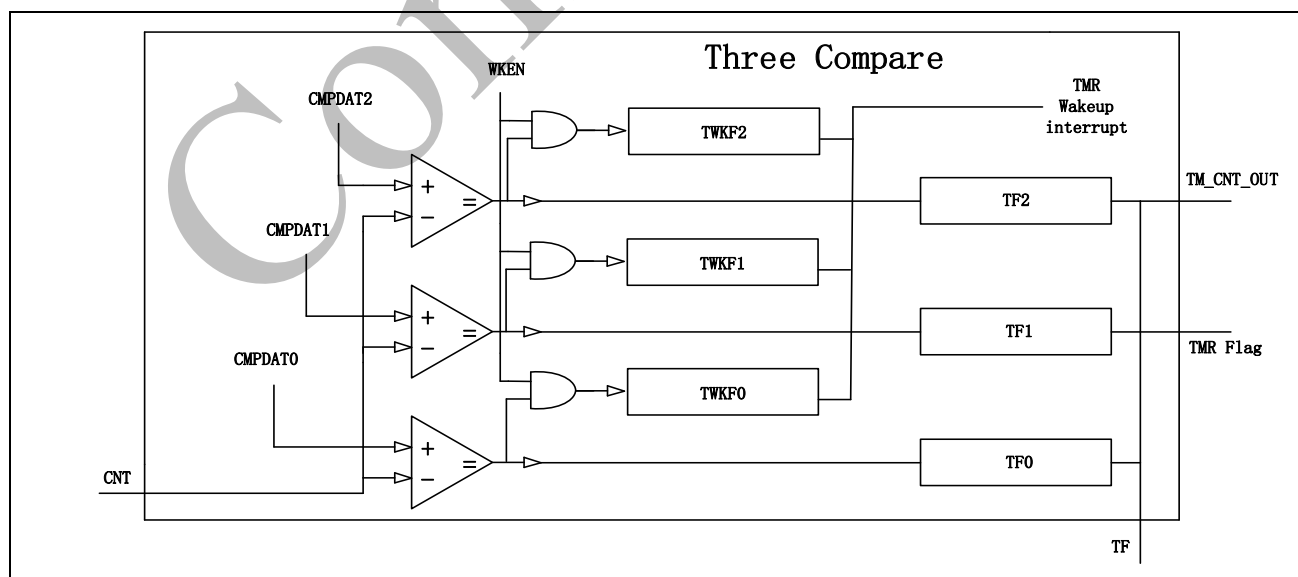 Three Compare
WKEN
TMR
Wakeup
interrupt
CMPDAT2
TWKF2
+
−
=
TF2
TM_CNT_OUT
CMPDAT1
TWKF1
+
−
=
TF1
TMR Flag
CMPDAT0
TWKF0
+
−
=
TF0
CNT
TF
Con